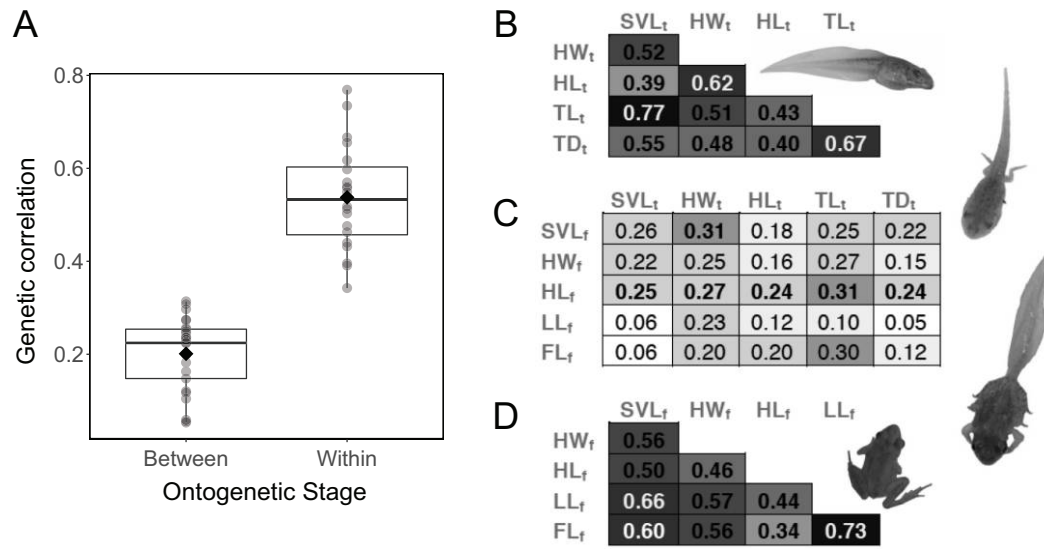 A
0.8
0.6
0.4
0.2
Genetic correlation
Between Within
Ontogenetic Stage
B
SVLt HWt HLt TLt
HWt 0.52
HLt 0.39 0.62
TLt 0.77 0.51 0.43
TDt 0.55 0.48 0.40 0.67
C
SVLt HWt HLt TLt TDt
SVLf 0.26 0.31 0.18 0.25 0.22
HWf 0.22 0.25 0.16 0.27 0.15
HLf 0.25 0.27 0.24 0.31 0.24
LLf 0.06 0.23 0.12 0.10 0.05
FLf 0.06 0.20 0.20 0.30 0.12
D
SVLf HWf HLf LLf
HWf 0.56
HLf 0.50 0.46
LLf 0.66 0.57 0.44
FLf 0.60 0.56 0.34 0.73